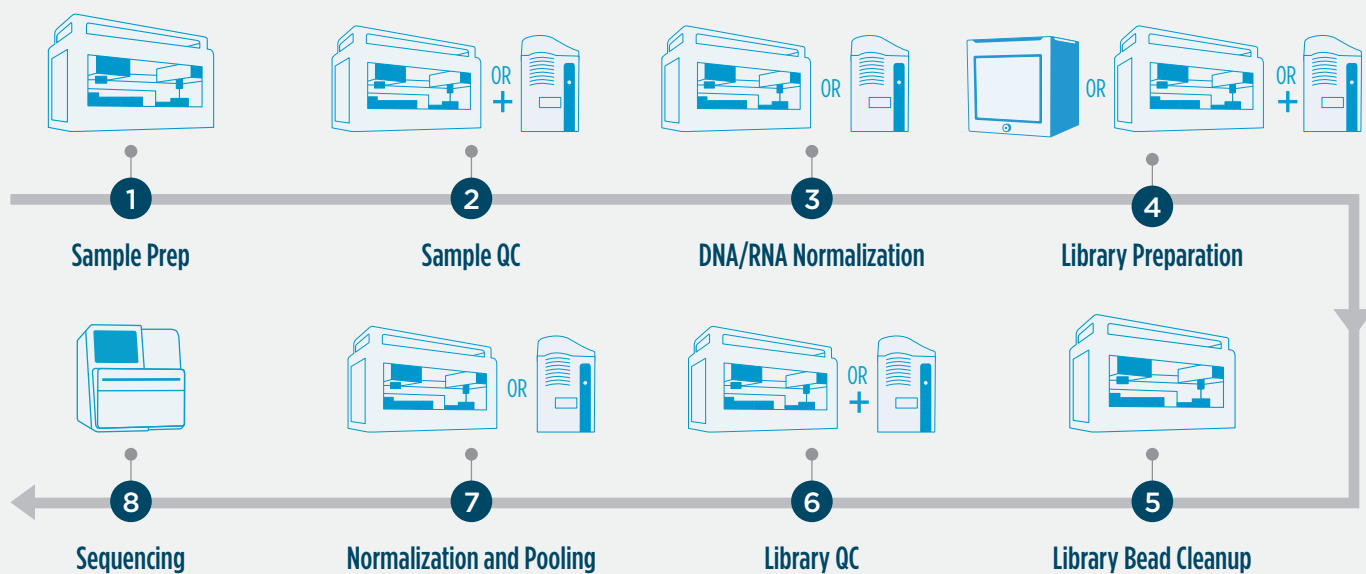 OR
+
OR
OR
OR
+
1
2
3
4
Sample Prep
Sample QC
DNA/RNA Normalization
Library Preparation
OR
OR
+
8
7
6
5
Sequencing
Normalization and Pooling
Library QC
Library Bead Cleanup